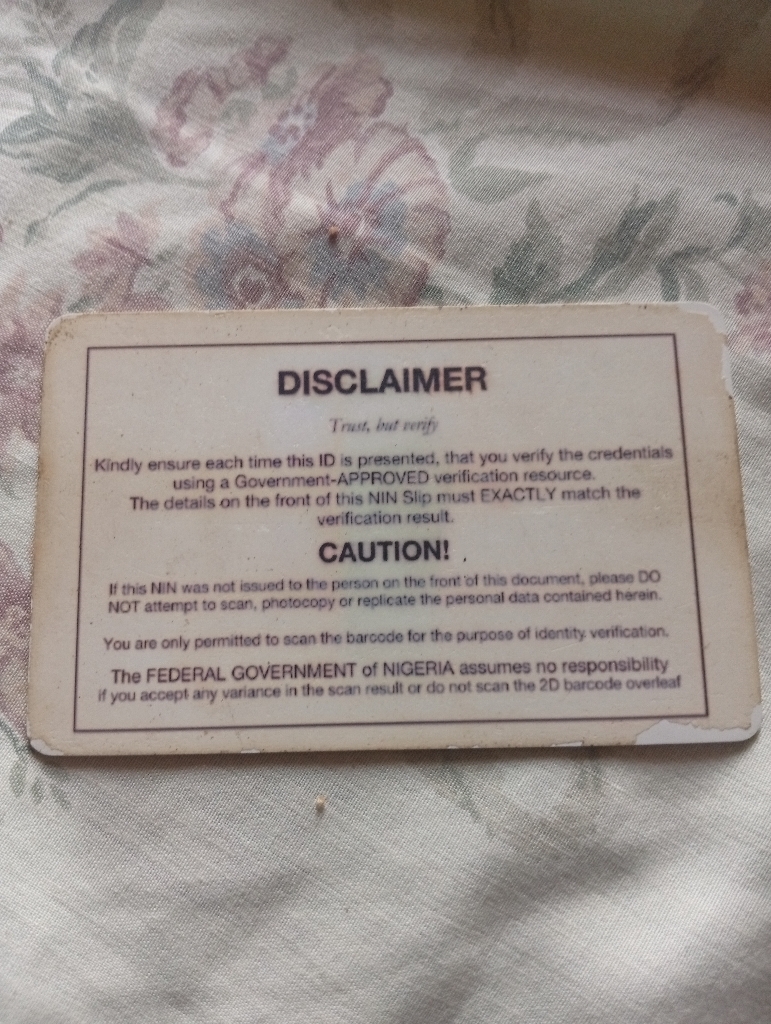 DISCLAIMER
Trust, but verify
Kindly ensure each time this ID is presented, that you verify the credentials
using a Government-APPROVED verification resource.
The details on the front of this NIN Slip must EXACTLY match the
verification result.
CAUTION!
If this NIN was not issued to the person on the front of this document, please DO
NOT attempt to scan, photocopy or replicate the personal data contained herein.
You are only permitted to scan the barcode for the purpose of identity verification.
The FEDERAL GOVERNMENT of NIGERIA assumes no responsibility
if you accept any variance in the scan result or do not scan the 2D barcode overleaf